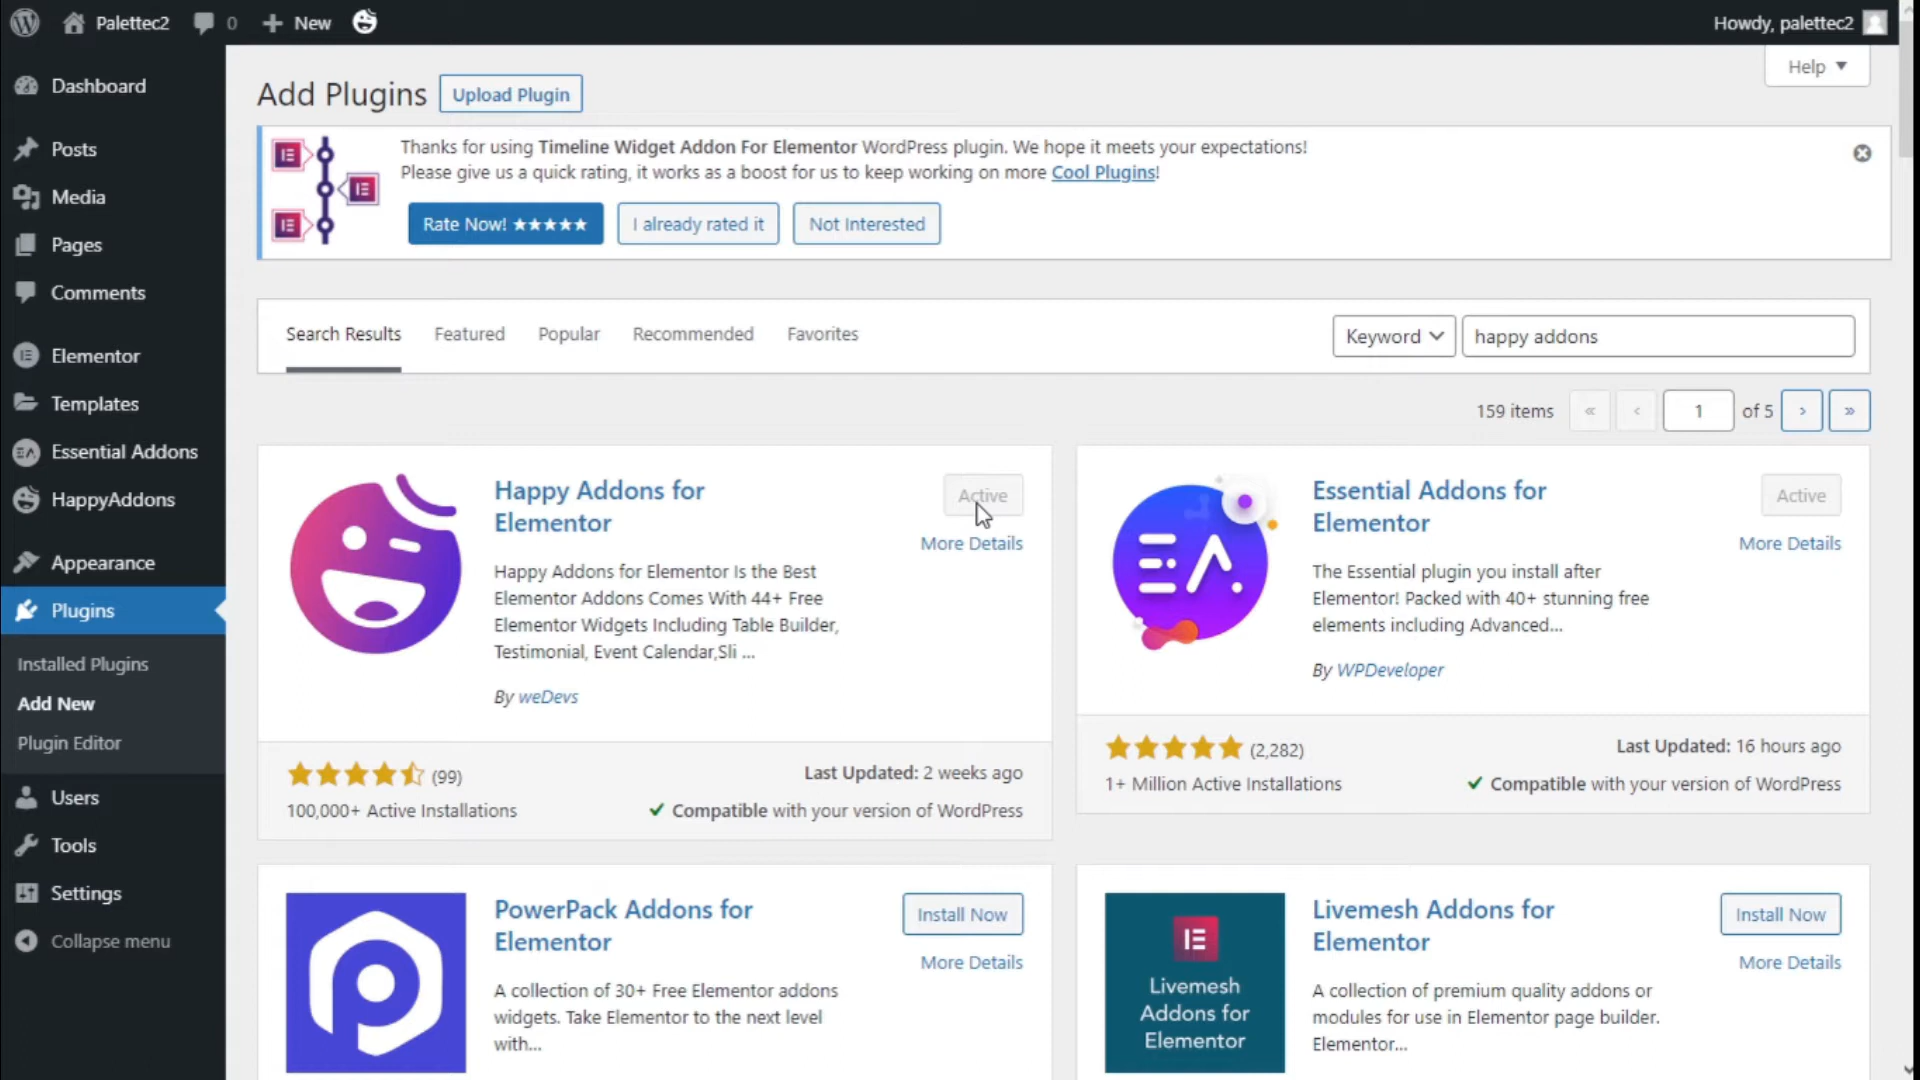 Palettec2
0
New
Howdy, palettec2
Dashboard
Posts
Media
Pages
Comments
Elementor
Templates
Essential Addons
HappyAddons
Appearance
Plugins
Installed Plugins
Add New
Plugin Editor
Users
Tools
Settings
Collapse menu
Help
Add Plugins
Upload Plugin
Thanks for using Timeline Widget Addon For Elementor WordPress plugin. We hope it meets your expectations!
Please give us a quick rating, it works as a boost for us to keep working on more Cool Plugins!
Rate Now! ★★★★★
I already rated it
Not Interested
Search Results
Featured
Popular
Recommended
Favorites
Keyword
happy addons
159 items
«
‹
1
of 5
›
»
Happy Addons for
Elementor
Active
More Details
Happy Addons for Elementor Is the Best
Elementor Addons Comes With 44+ Free
Elementor Widgets Including Table Builder,
Testimonial, Event Calendar,Sli ...
By weDevs
(99)
100,000+ Active Installations
Last Updated: 2 weeks ago
Compatible with your version of WordPress
Essential Addons for
Elementor
Active
More Details
The Essential plugin you install after
Elementor! Packed with 40+ stunning free
elements including Advanced...
By WPDeveloper
(2,282)
1+ Million Active Installations
Last Updated: 16 hours ago
Compatible with your version of WordPress
PowerPack Addons for
Elementor
Install Now
More Details
A collection of 30+ Free Elementor addons
widgets. Take Elementor to the next level
with...
Livemesh
Addons for
Elementor
Livemesh Addons for
Elementor
Install Now
More Details
A collection of premium quality addons or
modules for use in Elementor page builder.
Elementor...